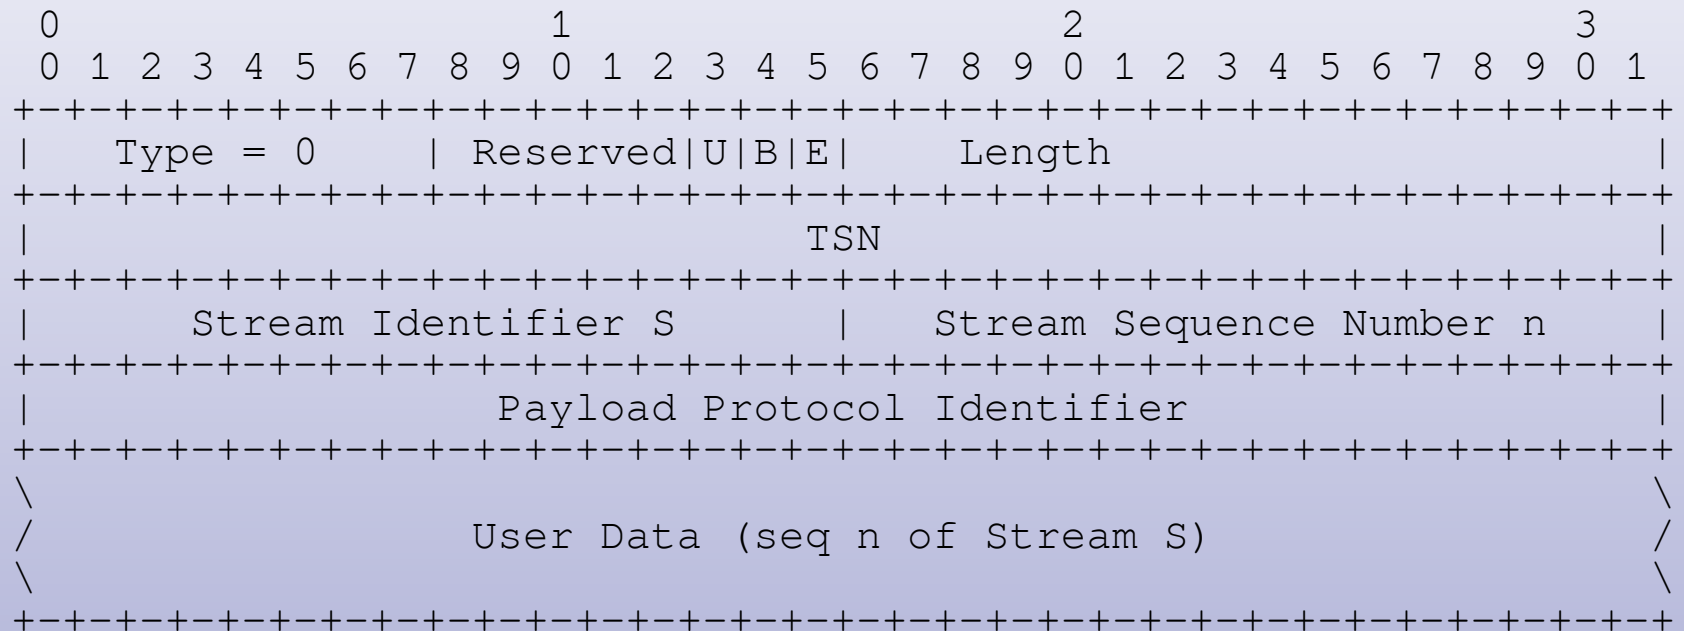 0                   1                   2                   3
 0 1 2 3 4 5 6 7 8 9 0 1 2 3 4 5 6 7 8 9 0 1 2 3 4 5 6 7 8 9 0 1
+-+-+-+-+-+-+-+-+-+-+-+-+-+-+-+-+-+-+-+-+-+-+-+-+-+-+-+-+-+-+-+-+
|   Type = 0    | Reserved|U|B|E|    Length                     |
+-+-+-+-+-+-+-+-+-+-+-+-+-+-+-+-+-+-+-+-+-+-+-+-+-+-+-+-+-+-+-+-+
|                              TSN                              |
+-+-+-+-+-+-+-+-+-+-+-+-+-+-+-+-+-+-+-+-+-+-+-+-+-+-+-+-+-+-+-+-+
|      Stream Identifier S      |   Stream Sequence Number n    |
+-+-+-+-+-+-+-+-+-+-+-+-+-+-+-+-+-+-+-+-+-+-+-+-+-+-+-+-+-+-+-+-+
|                  Payload Protocol Identifier                  |
+-+-+-+-+-+-+-+-+-+-+-+-+-+-+-+-+-+-+-+-+-+-+-+-+-+-+-+-+-+-+-+-+
\                                                               \
/                 User Data (seq n of Stream S)                 /
\                                                               \
+-+-+-+-+-+-+-+-+-+-+-+-+-+-+-+-+-+-+-+-+-+-+-+-+-+-+-+-+-+-+-+-+